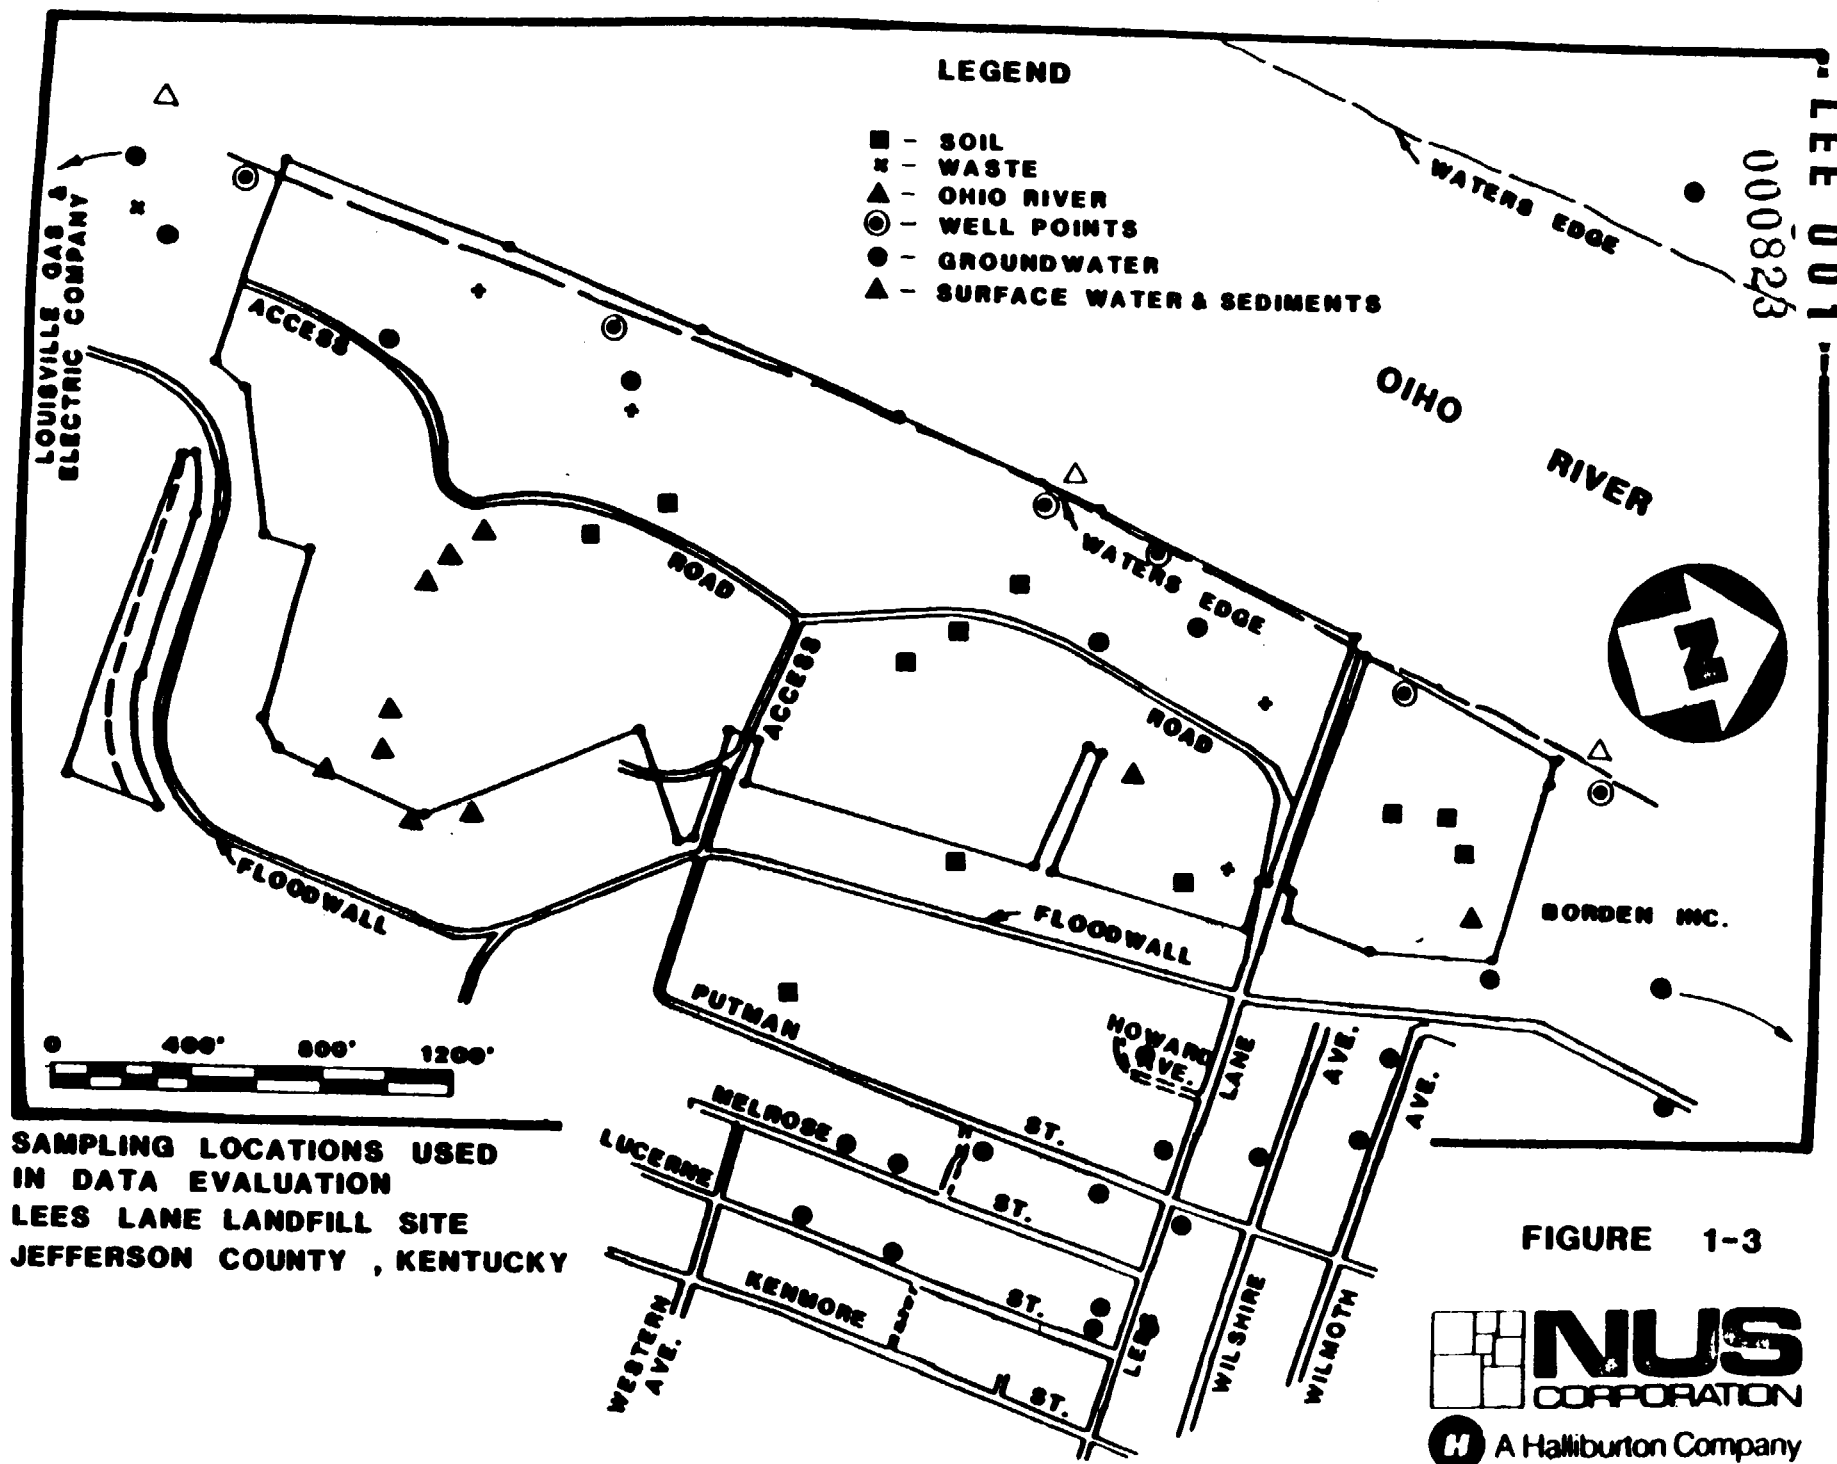 LEGEND
SOIL
WASTE
OHIO RIVER
WELL POINTS
GROUNDWATER
SURFACE WATER & SEDIMENTS
LEE 001
000823
WATERS EDGE
OIHO
RIVER
LOUISVILLE GAS &
ELECTRIC COMPANY
ACCESS
ROAD
WATERS EDGE
ACCESS
ROAD
N
FLOODWALL
FLOODWALL
BORDEN INC.
PUTMAN
ST.
HOWARD
AVE.
LANE
AVE.
AVE.
0 400' 800' 1200'
MELROSE
ST.
LUCERNE
ST.
KENMORE
ST.
WESTERN
AVE.
LEES
WILSHIRE
WILMOTH
SAMPLING LOCATIONS USED
IN DATA EVALUATION
LEES LANE LANDFILL SITE
JEFFERSON COUNTY , KENTUCKY
FIGURE 1-3
NUS
CORPORATION
H A Halliburton Company